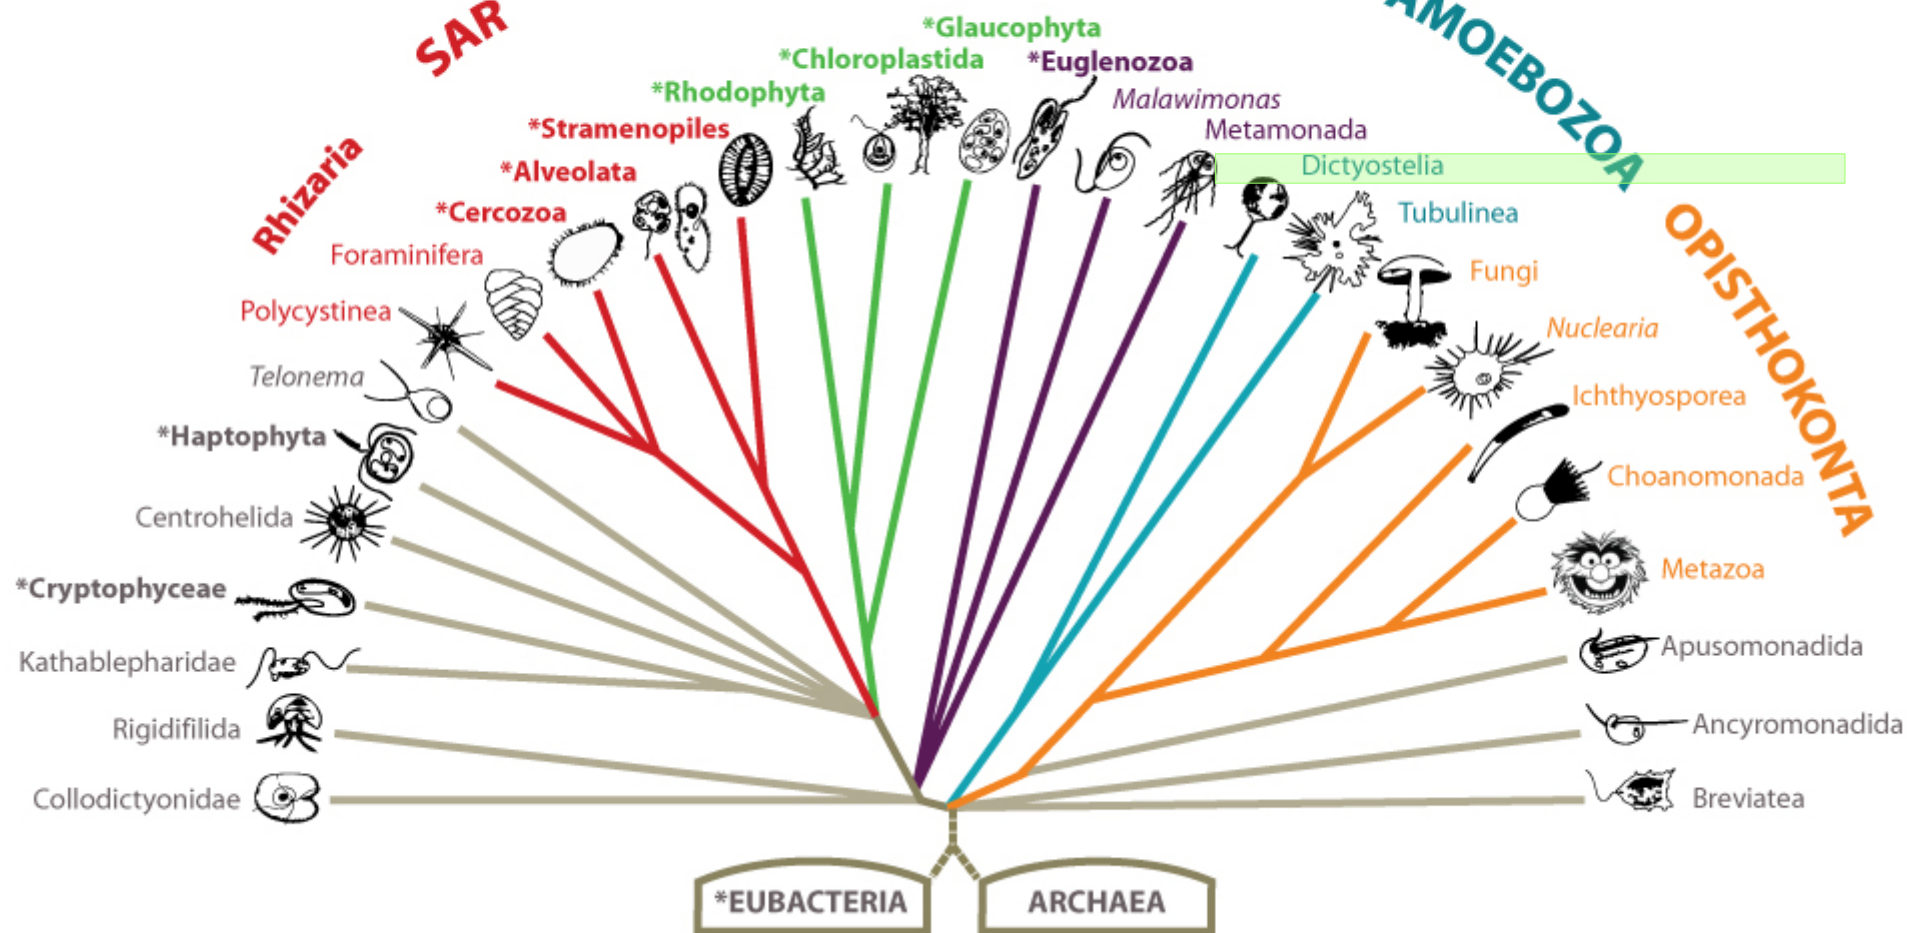 SAR
AMOEBOZOA
*Glaucophyta
*Chloroplastida
*Euglenozoa
*Rhodophyta
Malawimonas
*Stramenopiles
Metamonada
Rhizaria
*Alveolata
Dictyostelia
OPISTHOKONTA
*Cercozoa
Tubulinea
Foraminifera
Fungi
Polycystinea
Nuclearia
Telonema
Ichthyosporea
*Haptophyta
Choanomonada
Centrohelida
Metazoa
*Cryptophyceae
Apusomonadida
Kathablepharidae
Ancyromonadida
Rigidifilida
Breviatea
Collodictyonidae
*EUBACTERIA
ARCHAEA